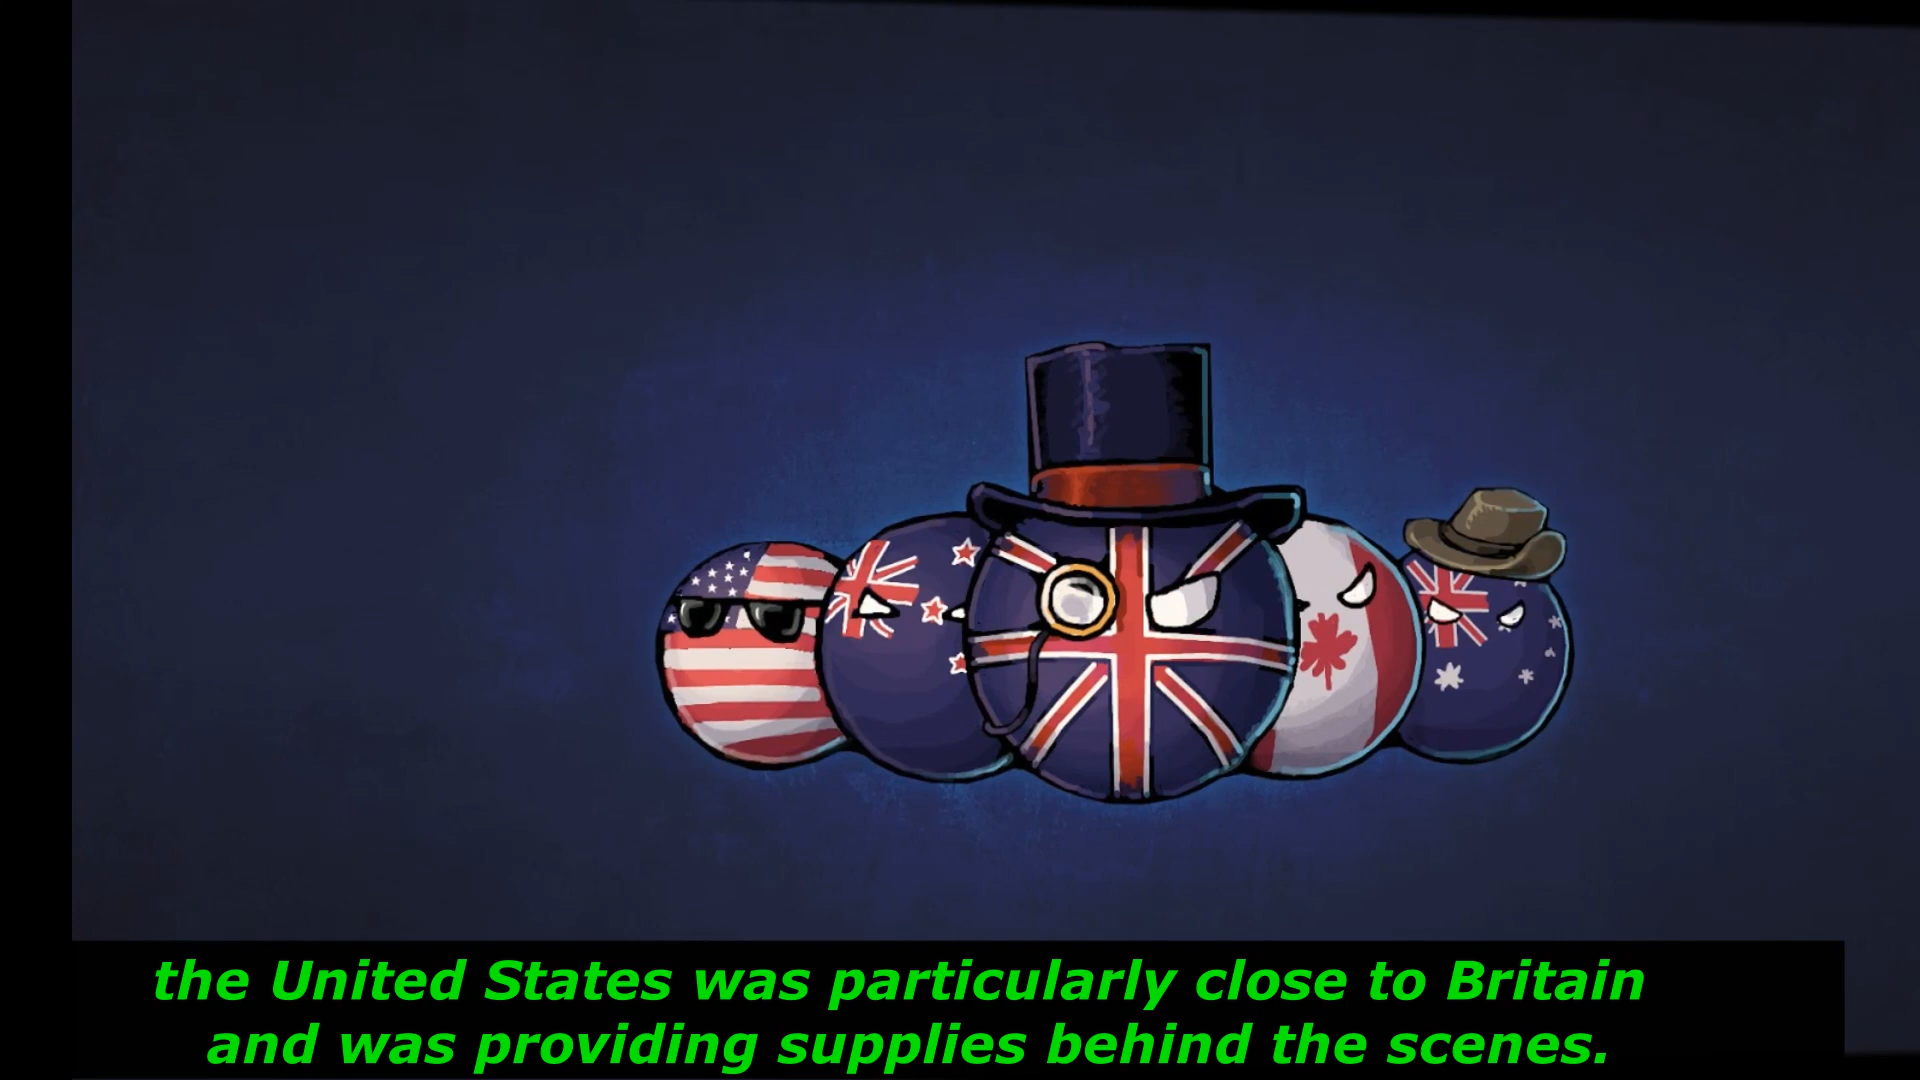 the United States was particularly close to Britain
and was providing supplies behind the scenes.